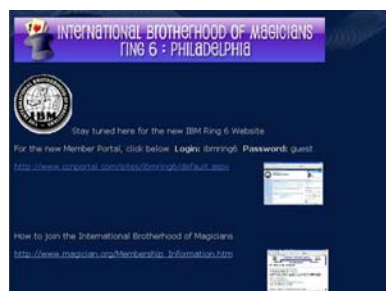 INTERNATIONAL BROTHERHOOD OF MAGICIANS
RING 6 : PHILADELPHIA
IBM
Stay tuned here for the new IBM Ring 6 Website
For the new Member Portal, click below Login: ibmring6 Password: guest
http://www.ccnportal.com/sites/ibmring6/default.aspx
How to join the International Brotherhood of Magicians
http://www.magician.org/Membership_Information.htm